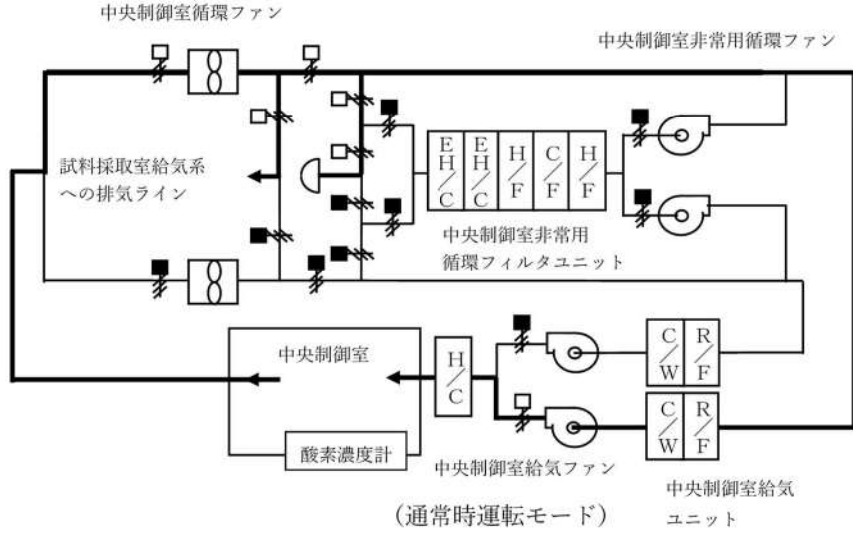 中央制御室循環ファン
中央制御室非常用循環ファン
試料採取室給気系
への排気ライン
EH/C
EH/C
H/F
C/F
H/F
中央制御室非常用
循環フィルタユニット
中央制御室
H/C
C/W
R/F
C/W
R/F
酸素濃度計
中央制御室給気ファン
中央制御室給気
ユニット
（通常時運転モード）